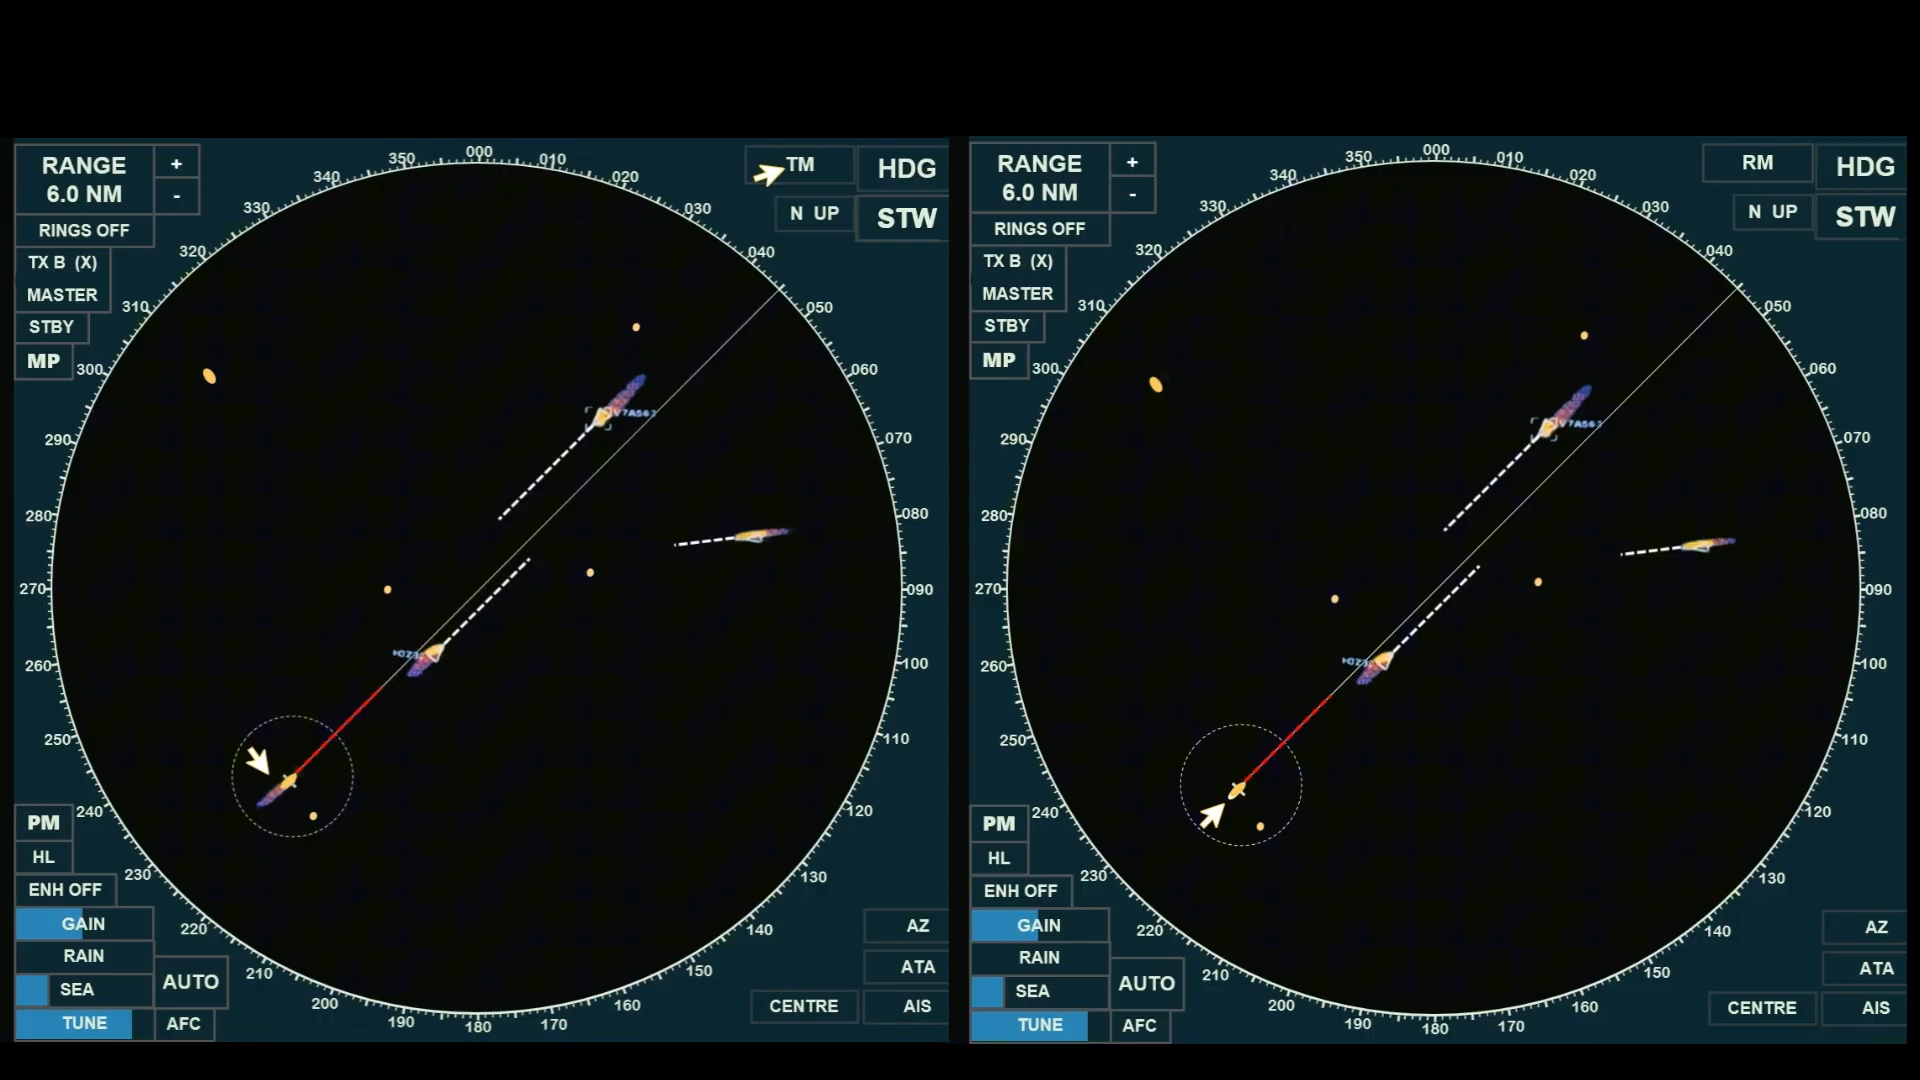 RANGE
6.0 NM
+
-
RINGS OFF
TX B (X)
MASTER
STBY
MP
TM
HDG
N UP
STW
000
010
020
030
040
050
060
070
080
090
100
110
120
130
140
150
160
170
180
190
200
210
220
230
240
250
260
270
280
290
300
310
320
330
340
350
PM
HL
ENH OFF
GAIN
RAIN
SEA
TUNE
AUTO
AFC
AZ
ATA
CENTRE
AIS
RANGE
6.0 NM
+
-
RINGS OFF
TX B (X)
MASTER
STBY
MP
RM
HDG
N UP
STW
000
010
020
030
040
050
060
070
080
090
100
110
120
130
140
150
160
170
180
190
200
210
220
230
240
250
260
270
280
290
300
310
320
330
340
350
PM
HL
ENH OFF
GAIN
RAIN
SEA
TUNE
AUTO
AFC
AZ
ATA
CENTRE
AIS